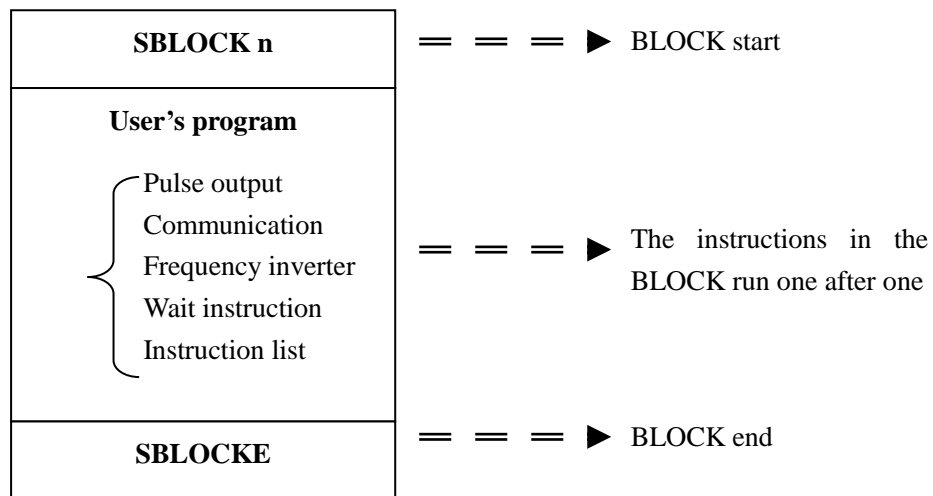 SBLOCK n
BLOCK start
User’s program
Pulse output
Communication
Frequency inverter
Wait instruction
Instruction list
The instructions in the
BLOCK run one after one
SBLOCKE
BLOCK end